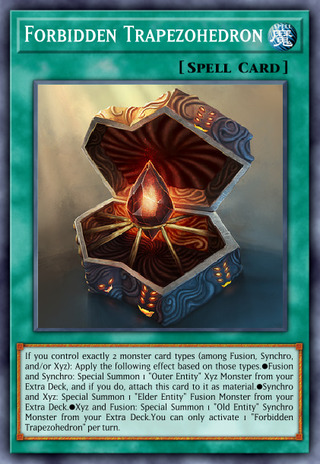 Forbidden Trapezohedron 魔
[Spell Card]
If you control exactly 2 monster card types (among Fusion, Synchro,
and/or Xyz): Apply the following effect based on those types.●Fusion
and Synchro: Special Summon 1 "Outer Entity" Xyz Monster from your
Extra Deck, and if you do, attach this card to it as material.●Synchro
and Xyz: Special Summon 1 "Elder Entity" Fusion Monster from your
Extra Deck.●Xyz and Fusion: Special Summon 1 "Old Entity" Synchro
Monster from your Extra Deck.You can only activate 1 "Forbidden
Trapezohedron" per turn.